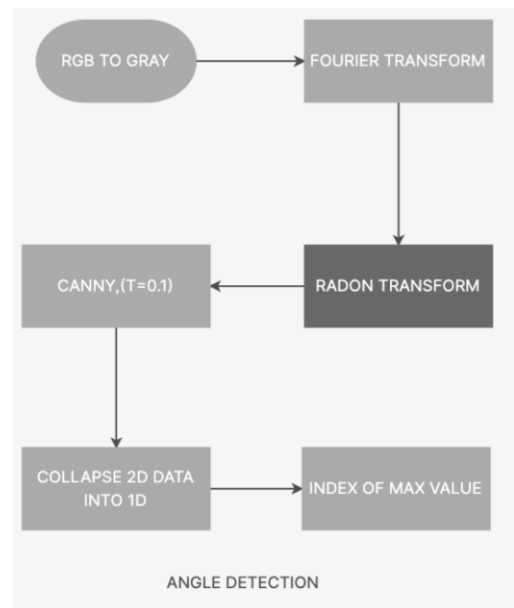 RGB TO GRAY
FOURIER TRANSFORM
RADON TRANSFORM
CANNY,(T=0.1)
COLLAPSE 2D DATA
INTO 1D
INDEX OF MAX VALUE
ANGLE DETECTION